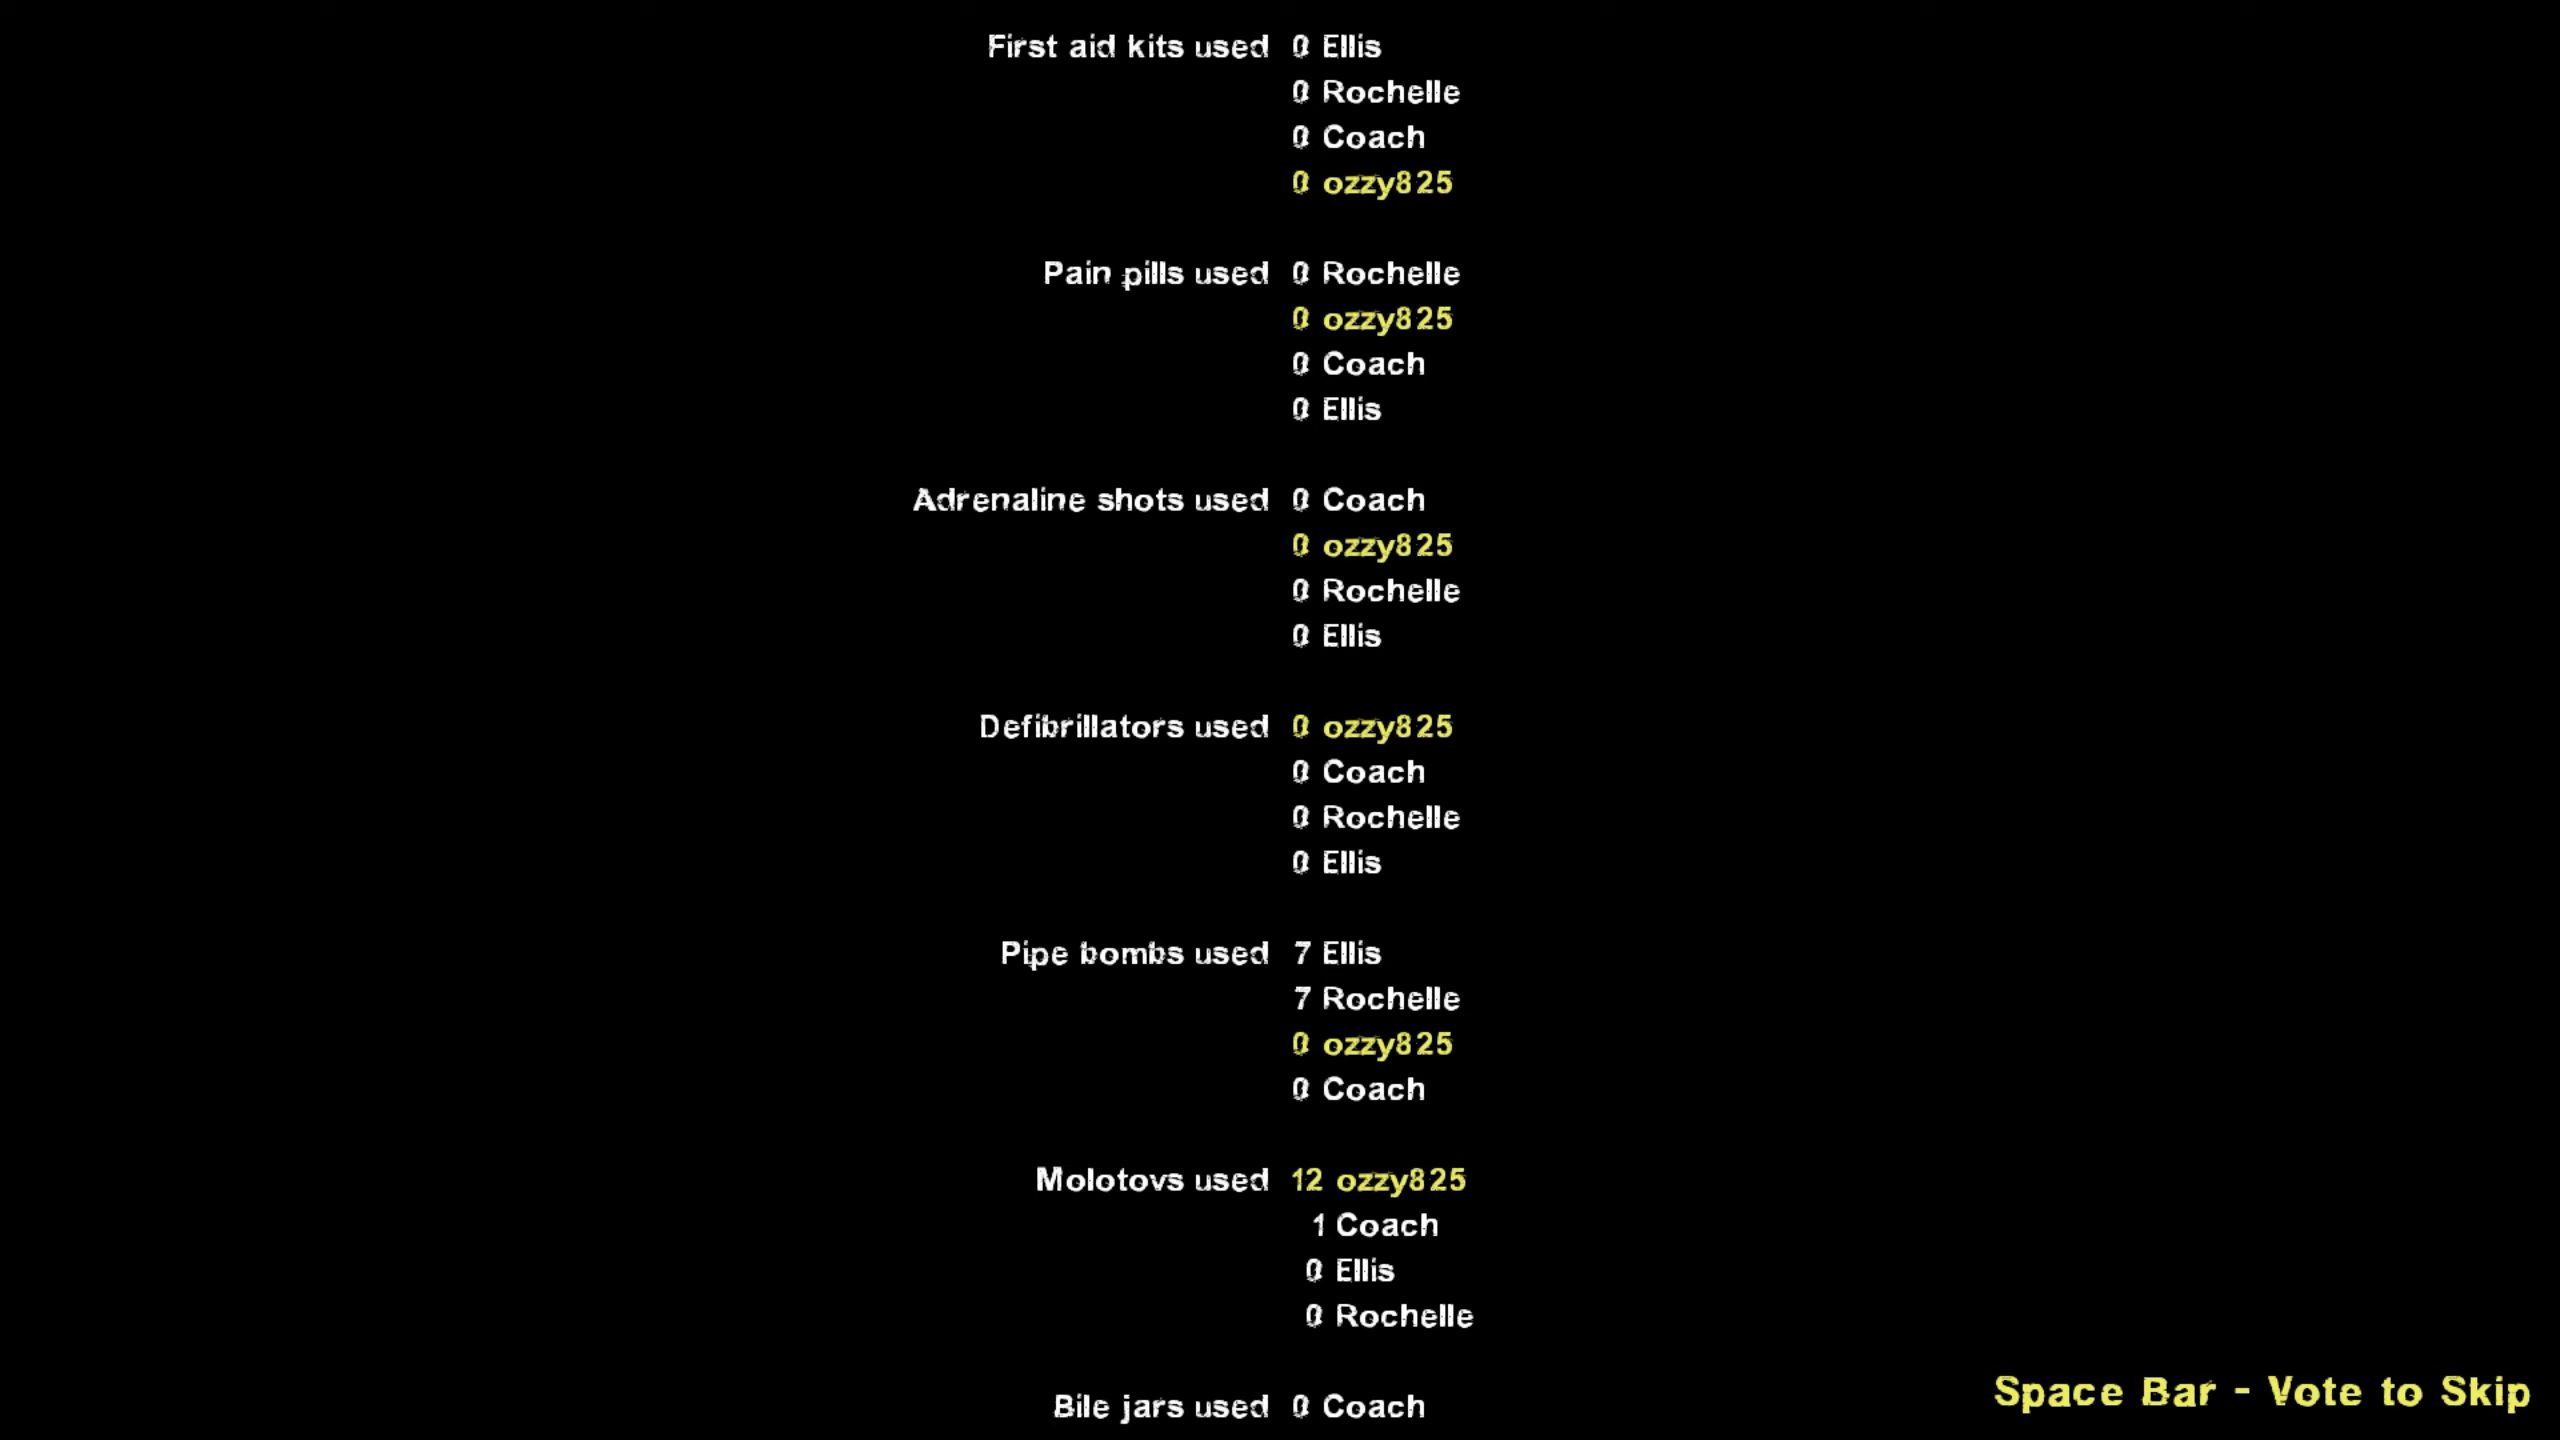 First aid kits used 0 Ellis
0 Rochelle
0 Coach
0 ozzy825
Pain pills used 0 Rochelle
0 ozzy825
0 Coach
0 Ellis
Adrenaline shots used 0 Coach
0 ozzy825
0 Rochelle
0 Ellis
Defibrillators used 0 ozzy825
0 Coach
0 Rochelle
0 Ellis
Pipe bombs used 7 Ellis
7 Rochelle
0 ozzy825
0 Coach
Molotovs used 12 ozzy825
1 Coach
0 Ellis
0 Rochelle
Bile jars used 0 Coach
Space Bar - Vote to Skip